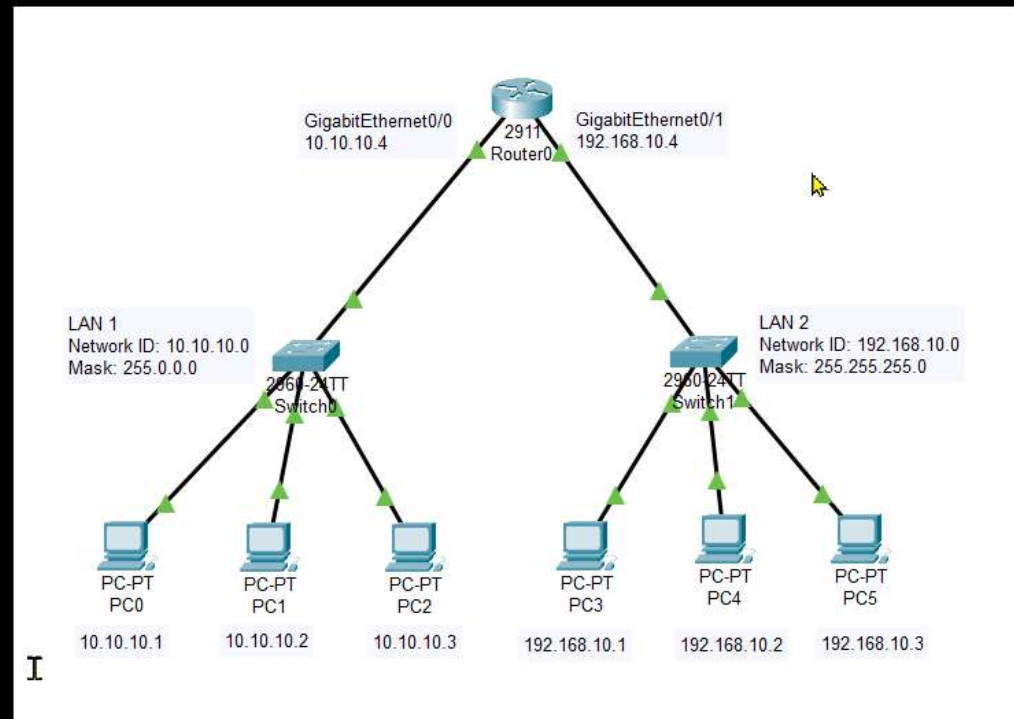 GigabitEthernet0/0
10.10.10.4
2911
Router0
GigabitEthernet0/1
192.168.10.4
LAN 1
Network ID: 10.10.10.0
Mask: 255.0.0.0
2960-24TT
Switch0
LAN 2
Network ID: 192.168.10.0
Mask: 255.255.255.0
2960-24TT
Switch1
PC-PT
PC0
PC-PT
PC1
PC-PT
PC2
PC-PT
PC3
PC-PT
PC4
PC-PT
PC5
10.10.10.1
10.10.10.2
10.10.10.3
192.168.10.1
192.168.10.2
192.168.10.3